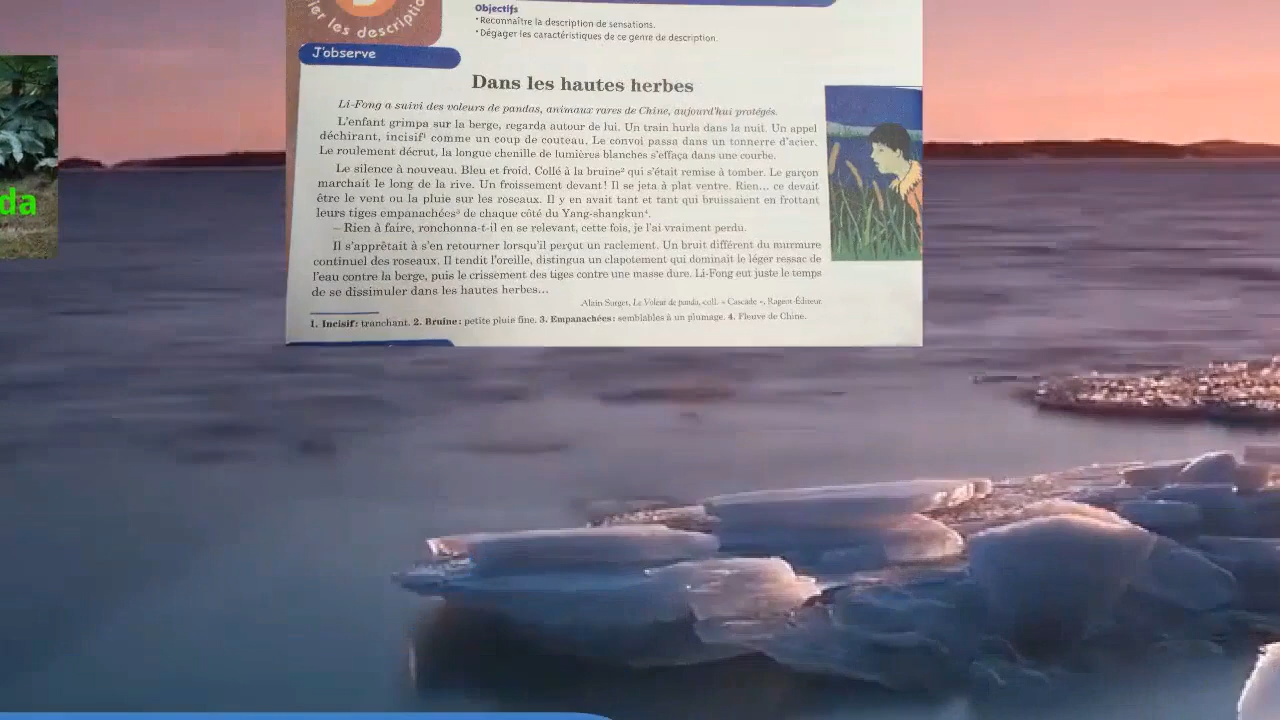 ier les descriptio
Objectifs
• Reconnaître la description de sensations.
• Dégager les caractéristiques de ce genre de description.
J'observe
Dans les hautes herbes
Li-Fong a suivi des voleurs de pandas, animaux rares de Chine, aujourd'hui protégés.
L'enfant grimpa sur la berge, regarda autour de lui. Un train hurla dans la nuit. Un appel
déchirant, incisif¹ comme un coup de couteau. Le convoi passa dans un tonnerre d'acier.
Le roulement décrut, la longue chenille de lumières blanches s'effaça dans une courbe.
Le silence à nouveau. Bleu et froid. Collé à la bruine² qui s'était remise à tomber. Le garçon
marchait le long de la rive. Un froissement devant! Il se jeta à plat ventre. Rien... ce devait
être le vent ou la pluie sur les roseaux. Il y en avait tant et tant qui bruissaient en frottant
leurs tiges empanachées³ de chaque côté du Yang-shangkun⁴.
– Rien à faire, ronchonna-t-il en se relevant, cette fois, je l'ai vraiment perdu.
Il s'apprêtait à s'en retourner lorsqu'il perçut un raclement. Un bruit différent du murmure
continuel des roseaux. Il tendit l'oreille, distingua un clapotement qui dominait le léger ressac de
l'eau contre la berge, puis le crissement des tiges contre une masse dure. Li-Fong eut juste le temps
de se dissimuler dans les hautes herbes...
Alain Surget, Le Voleur de panda, coll. « Cascade », Rageot-Éditeur.
1. Incisif: tranchant. 2. Bruine: petite pluie fine. 3. Empanachées: semblables à un plumage. 4. Fleuve de Chine.
da